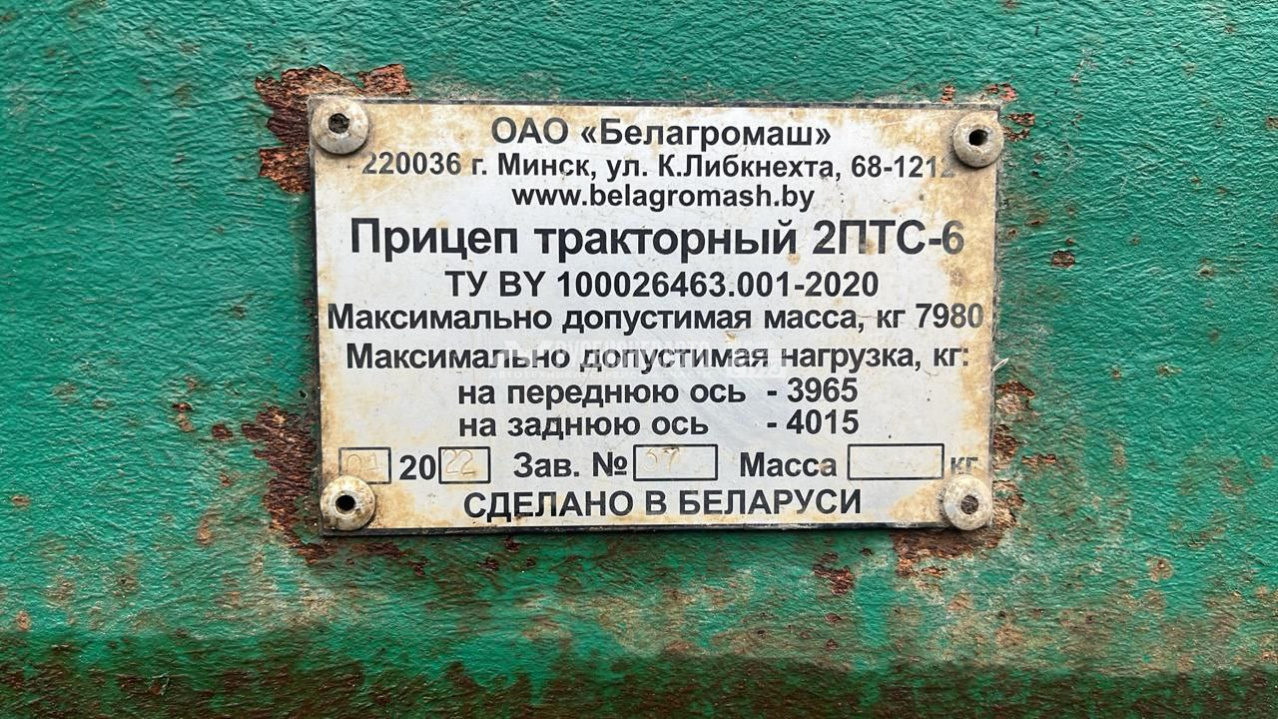 ОАО «Белагромаш»
220036 г. Минск, ул. К.Либкнехта, 68-1212
www.belagromash.by
Прицеп тракторный 2ПТС-6
ТУ BY 100026463.001-2020
Максимально допустимая масса, кг 7980
Максимально допустимая нагрузка, кг:
на переднюю ось - 3965
на заднюю ось - 4015
2022 Зав. № 37 Масса кг
СДЕЛАНО В БЕЛАРУСИ